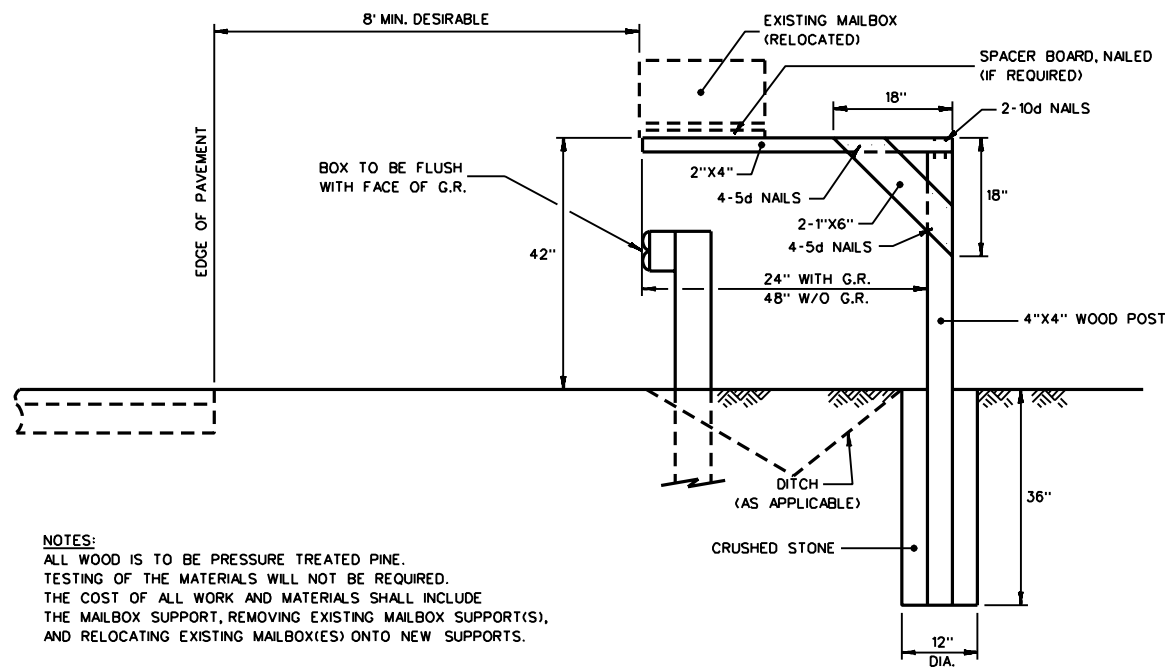 8' MIN. DESIRABLE
EXISTING MAILBOX
(RELOCATED)
SPACER BOARD, NAILED
(IF REQUIRED)
18"
2-10d NAILS
EDGE OF PAVEMENT
BOX TO BE FLUSH
WITH FACE OF G.R.
2"X4"
4-5d NAILS
18"
2-1"X6"
4-5d NAILS
42"
24" WITH G.R.
48" W/O G.R.
4"X4" WOOD POST
DITCH
(AS APPLICABLE)
36"
CRUSHED STONE
12"
DIA.
NOTES:
ALL WOOD IS TO BE PRESSURE TREATED PINE.
TESTING OF THE MATERIALS WILL NOT BE REQUIRED.
THE COST OF ALL WORK AND MATERIALS SHALL INCLUDE
THE MAILBOX SUPPORT, REMOVING EXISTING MAILBOX SUPPORT(S),
AND RELOCATING EXISTING MAILBOX(ES) ONTO NEW SUPPORTS.